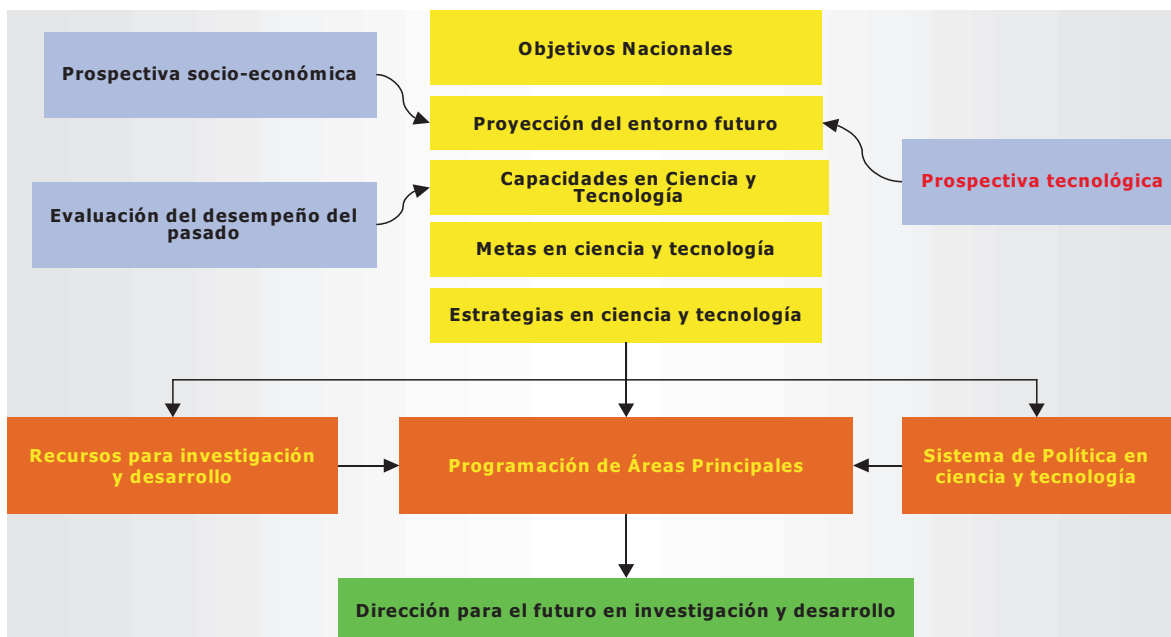 Objetivos Nacionales
Prospectiva socio-económica
Proyección del entorno futuro
Prospectiva tecnológica
Capacidades en Ciencia y
Tecnología
Evaluación del desempeño del
pasado
Metas en ciencia y tecnología
Estrategias en ciencia y tecnología
Recursos para investigación
y desarrollo
Programación de Áreas Principales
Sistema de Política en
ciencia y tecnología
Dirección para el futuro en investigación y desarrollo